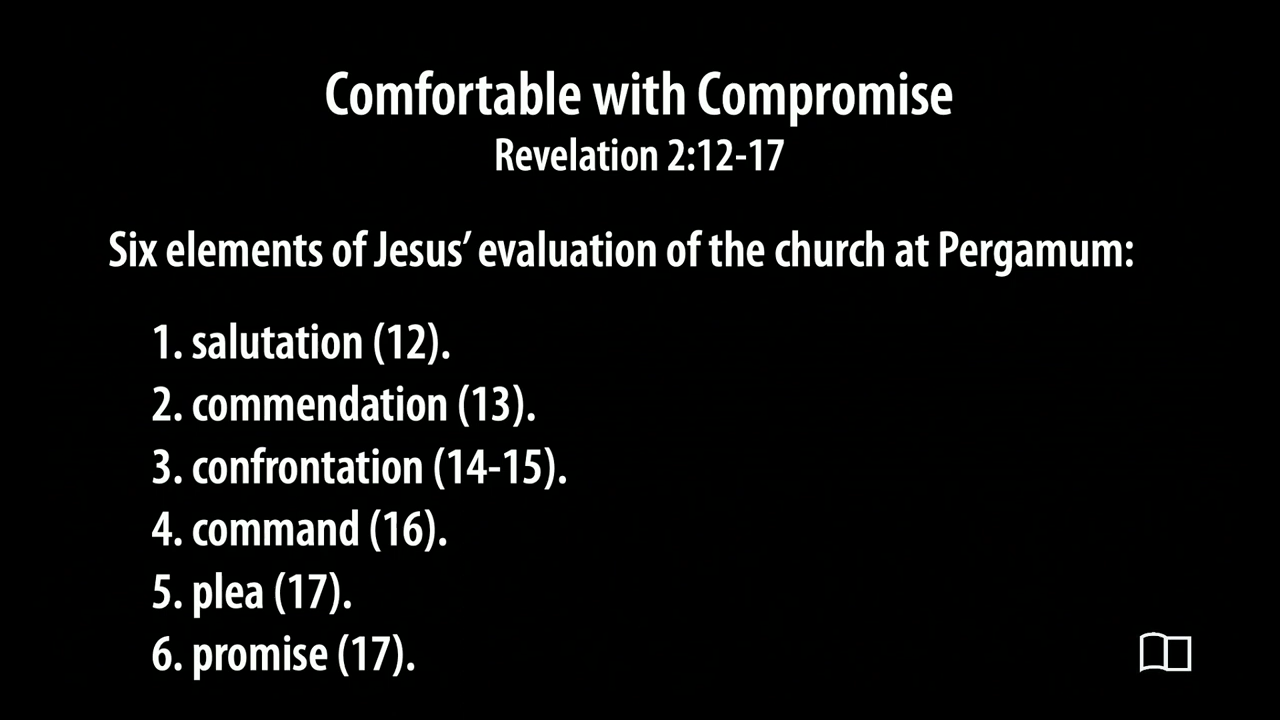 Comfortable with Compromise
Revelation 2:12-17
Six elements of Jesus’ evaluation of the church at Pergamum:
1. salutation (12).
2. commendation (13).
3. confrontation (14-15).
4. command (16).
5. plea (17).
6. promise (17).